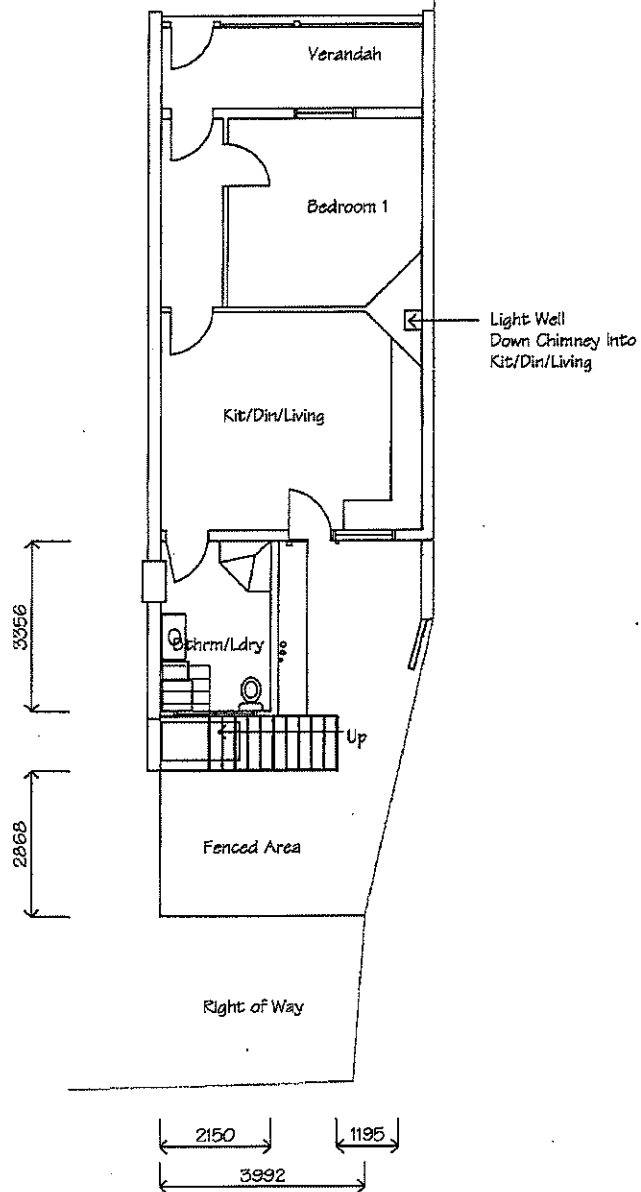 Verandah
Bedroom 1
Light Well
Down Chimney Into
Kit/Din/Living
Kit/Din/Living
3356
Bthrm/Ldry
Up
2868
Fenced Area
Right of Way
2150
1195
3992